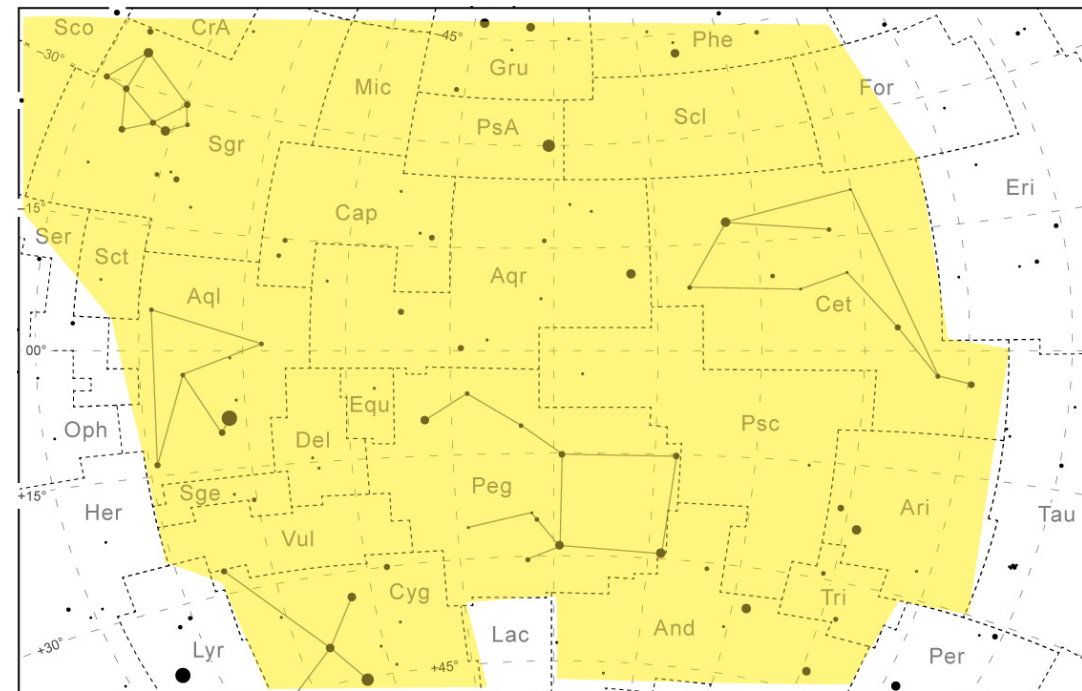 Sco
CrA
-45°
Phe
-30°
Gru
Mic
For
PsA
Scl
Sgr
Eri
-15°
Cap
Ser
Sct
Aqr
Aql
Cet
00°
Equ
Psc
Oph
Del
Peg
+15°
Sge
Ari
Her
Tau
Vul
Cyg
Tri
And
Lyr
Lac
+30°
Per
+45°